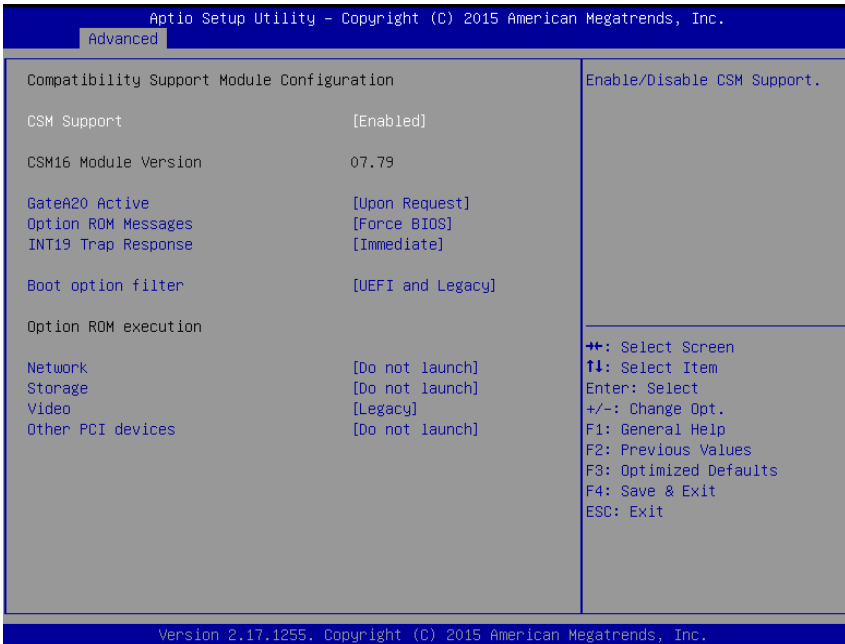 Aptio Setup Utility – Copyright (C) 2015 American Megatrends, Inc.
Advanced
Compatibility Support Module Configuration
CSM Support [Enabled]
CSM16 Module Version 07.79
GateA20 Active [Upon Request]
Option ROM Messages [Force BIOS]
INT19 Trap Response [Immediate]
Boot option filter [UEFI and Legacy]
Option ROM execution
Network [Do not launch]
Storage [Do not launch]
Video [Legacy]
Other PCI devices [Do not launch]
Enable/Disable CSM Support.
→←: Select Screen
↑↓: Select Item
Enter: Select
+/-: Change Opt.
F1: General Help
F2: Previous Values
F3: Optimized Defaults
F4: Save & Exit
ESC: Exit
Version 2.17.1255. Copyright (C) 2015 American Megatrends, Inc.